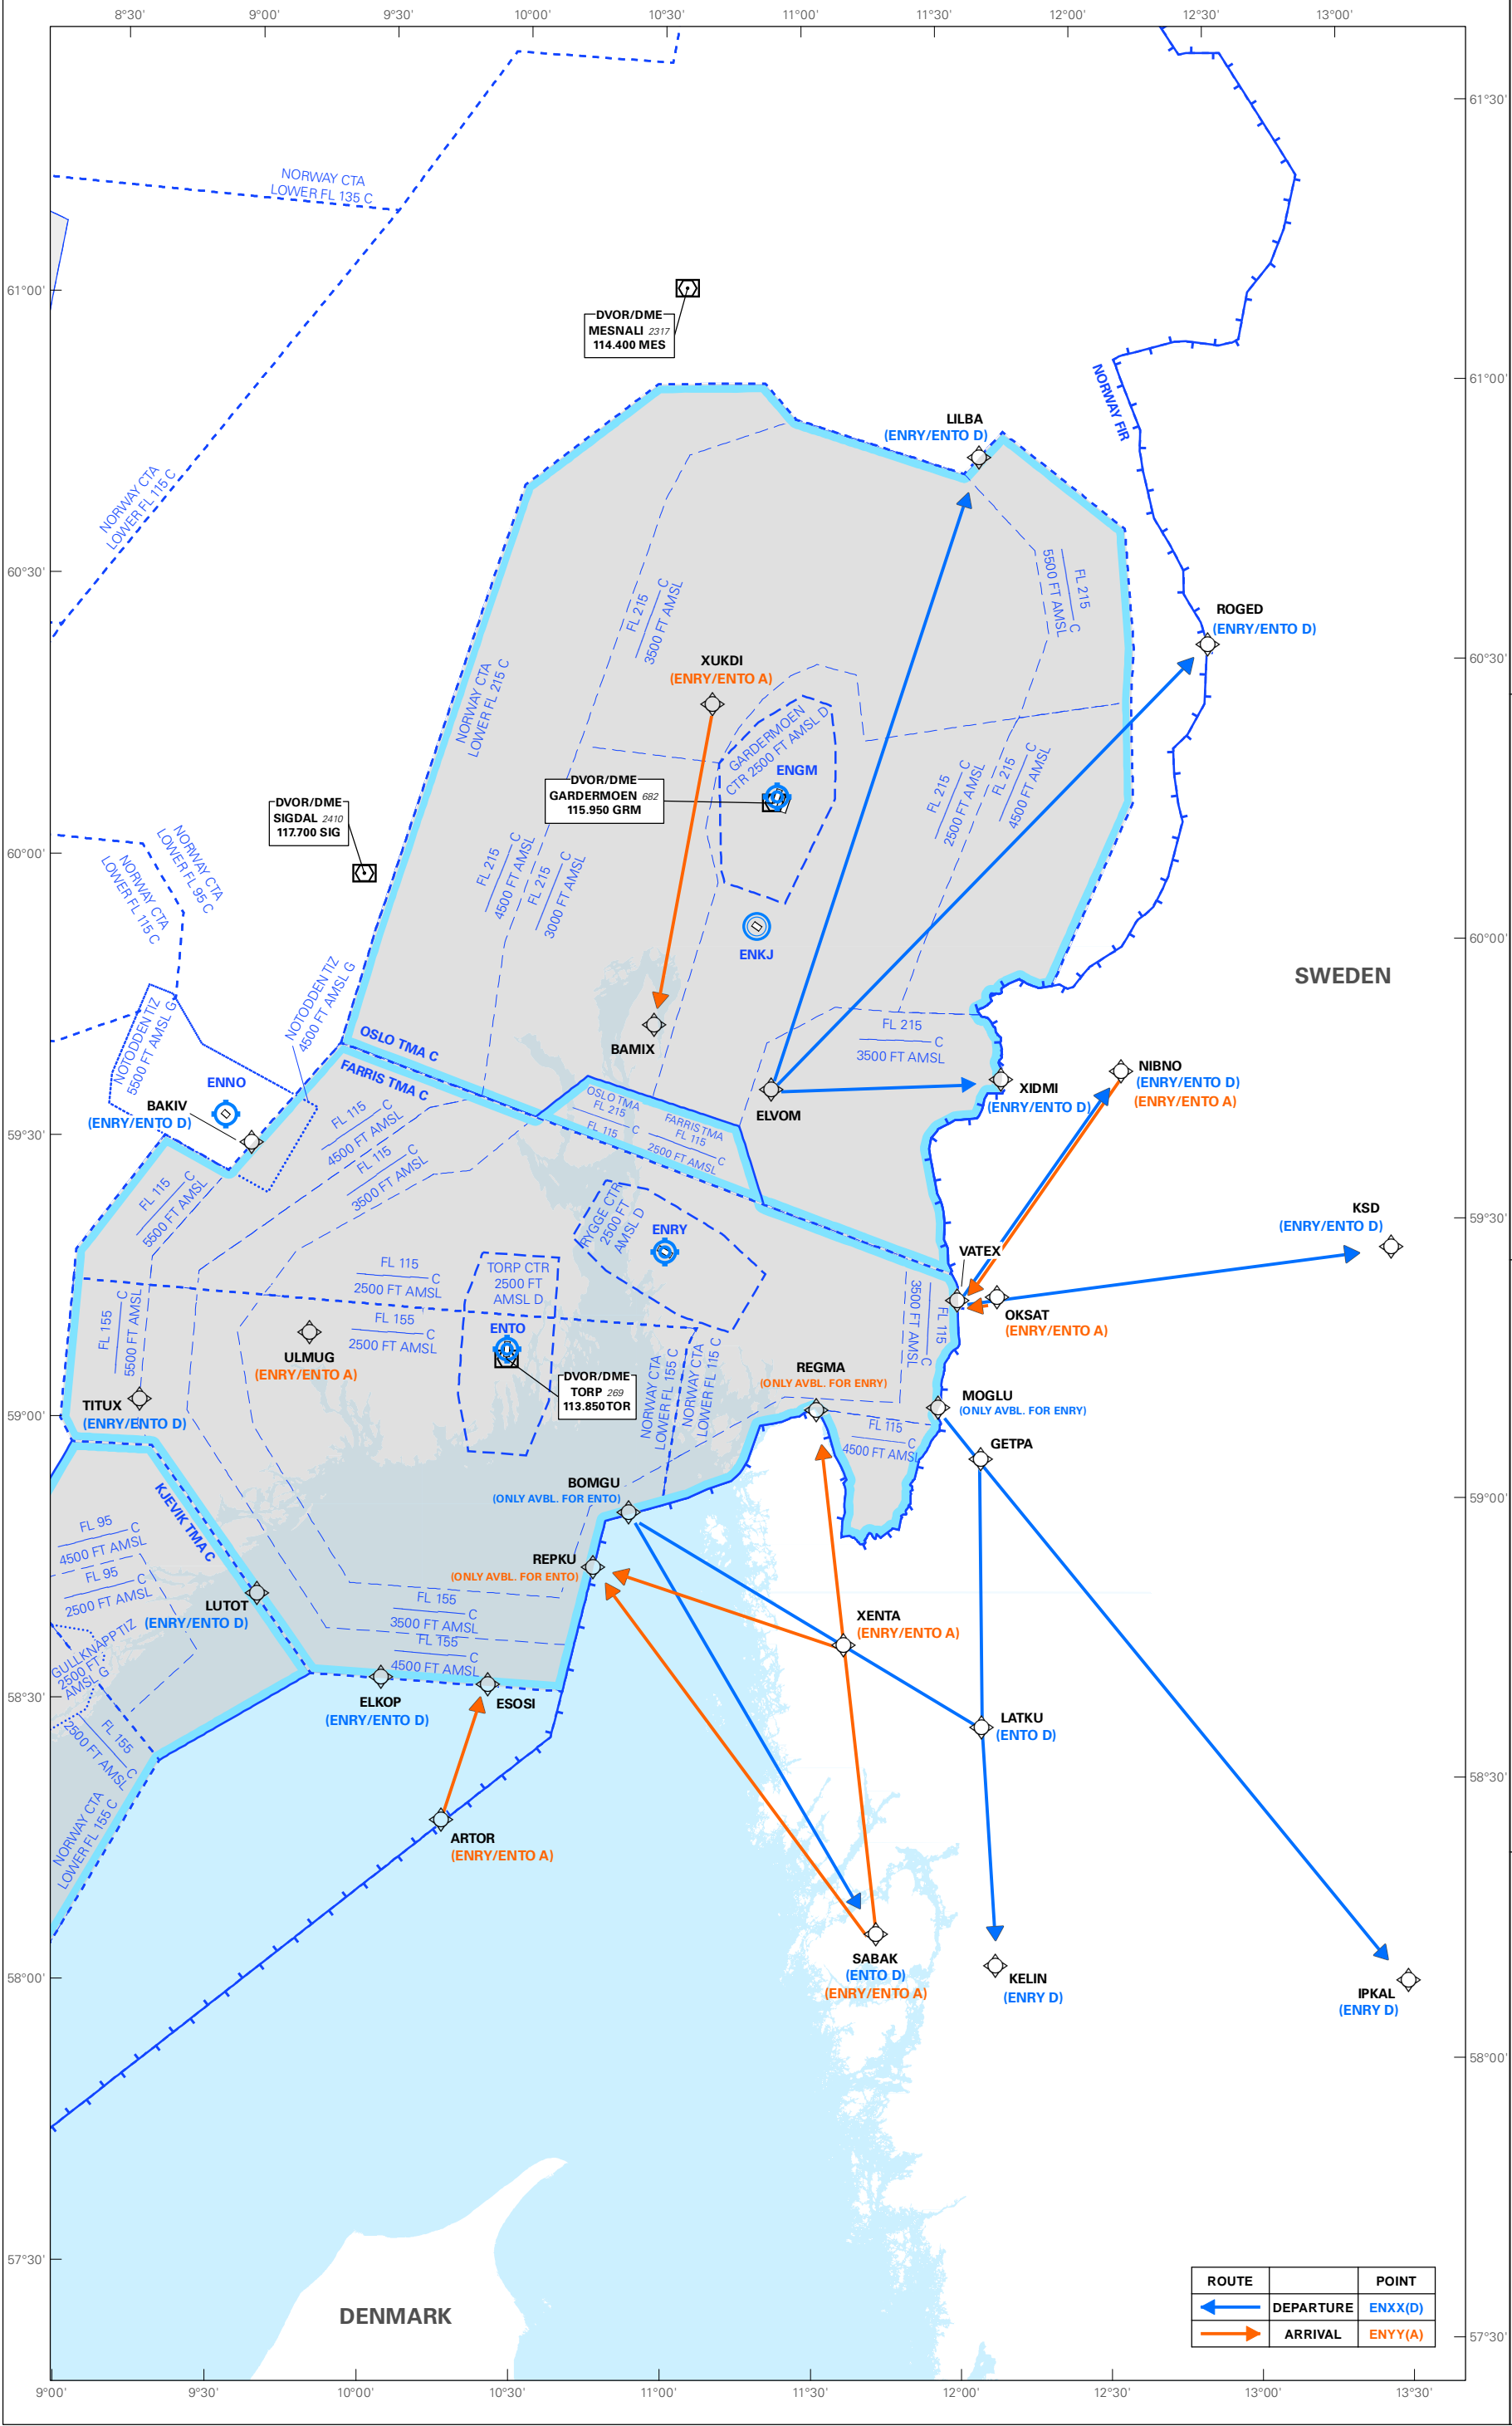 8°30'
9°00'
9°30'
10°00'
10°30'
11°00'
11°30'
12°00'
12°30'
13°00'
61°30'
NORWAY CTA
LOWER FL 135 C
61°00'
DVOR/DME
MESNALI 2317
114.400 MES
61°00'
NORWAY FIR
LILBA
(ENRY/ENTO D)
NORWAY CTA
LOWER FL 115 C
60°30'
FL 215
C
5500 FT AMSL
FL 215
C
3500 FT AMSL
ROGED
(ENRY/ENTO D)
60°30'
XUKDI
(ENRY/ENTO A)
NORWAY CTA
LOWER FL 215 C
GARDERMOEN
CTR 2500 FT AMSL D
ENGM
DVOR/DME
GARDERMOEN 682
115.950 GRM
DVOR/DME
SIGDAL 2410
117.700 SIG
FL 215
C
2500 FT AMSL
FL 215
C
4500 FT AMSL
60°00'
NORWAY CTA
LOWER FL 95 C
NORWAY CTA
LOWER FL 115 C
FL 215
C
4500 FT AMSL
FL 215
C
3000 FT AMSL
ENKJ
60°00'
SWEDEN
NOTODDEN TIZ
5500 FT AMSL G
NOTODDEN TIZ
4500 FT AMSL G
OSLO TMA C
FARRIS TMA C
BAMIX
FL 215
C
3500 FT AMSL
ENNO
BAKIV
(ENRY/ENTO D)
ELVOM
XIDMI
(ENRY/ENTO D)
NIBNO
(ENRY/ENTO D)
(ENRY/ENTO A)
59°30'
OSLO TMA
FL 215
C
FL 115
FARRIS TMA
FL 115
C
2500 FT AMSL
FL 115
C
4500 FT AMSL
FL 115
C
3500 FT AMSL
FL 115
C
5500 FT AMSL
RYGGE CTR
2500 FT
AMSL D
ENRY
KSD
(ENRY/ENTO D)
59°30'
VATEX
FL 115
C
2500 FT AMSL
TORP CTR
2500 FT
AMSL D
FL 155
C
5500 FT AMSL
FL 155
C
2500 FT AMSL
ENTO
ULMUG
(ENRY/ENTO A)
FL 115
C
3500 FT AMSL
OKSAT
(ENRY/ENTO A)
DVOR/DME
TORP 269
113.850 TOR
NORWAY CTA
LOWER FL 155 C
NORWAY CTA
LOWER FL 115 C
REGMA
(ONLY AVBL. FOR ENRY)
MOGLU
(ONLY AVBL. FOR ENRY)
TITUX
(ENRY/ENTO D)
59°00'
FL 115
C
4500 FT AMSL
GETPA
BOMGU
(ONLY AVBL. FOR ENTO)
59°00'
KJEVIK TMA C
FL 95
C
4500 FT AMSL
FL 95
C
2500 FT AMSL
REPKU
(ONLY AVBL. FOR ENTO)
LUTOT
(ENRY/ENTO D)
FL 155
C
3500 FT AMSL
FL 155
C
4500 FT AMSL
XENTA
(ENRY/ENTO A)
GULLKNAPP TIZ
2500 FT
AMSL G
58°30'
ELKOP
(ENRY/ENTO D)
ESOSI
LATKU
(ENTO D)
FL 155
C
2500 FT AMSL
58°30'
NORWAY CTA
LOWER FL 155 C
ARTOR
(ENRY/ENTO A)
SABAK
(ENTO D)
(ENRY/ENTO A)
58°00'
KELIN
(ENRY D)
IPKAL
(ENRY D)
58°00'
57°30'
DENMARK
ROUTE
POINT
DEPARTURE
ENXX(D)
ARRIVAL
ENYY(A)
57°30'
9°00'
9°30'
10°00'
10°30'
11°00'
11°30'
12°00'
12°30'
13°00'
13°30'